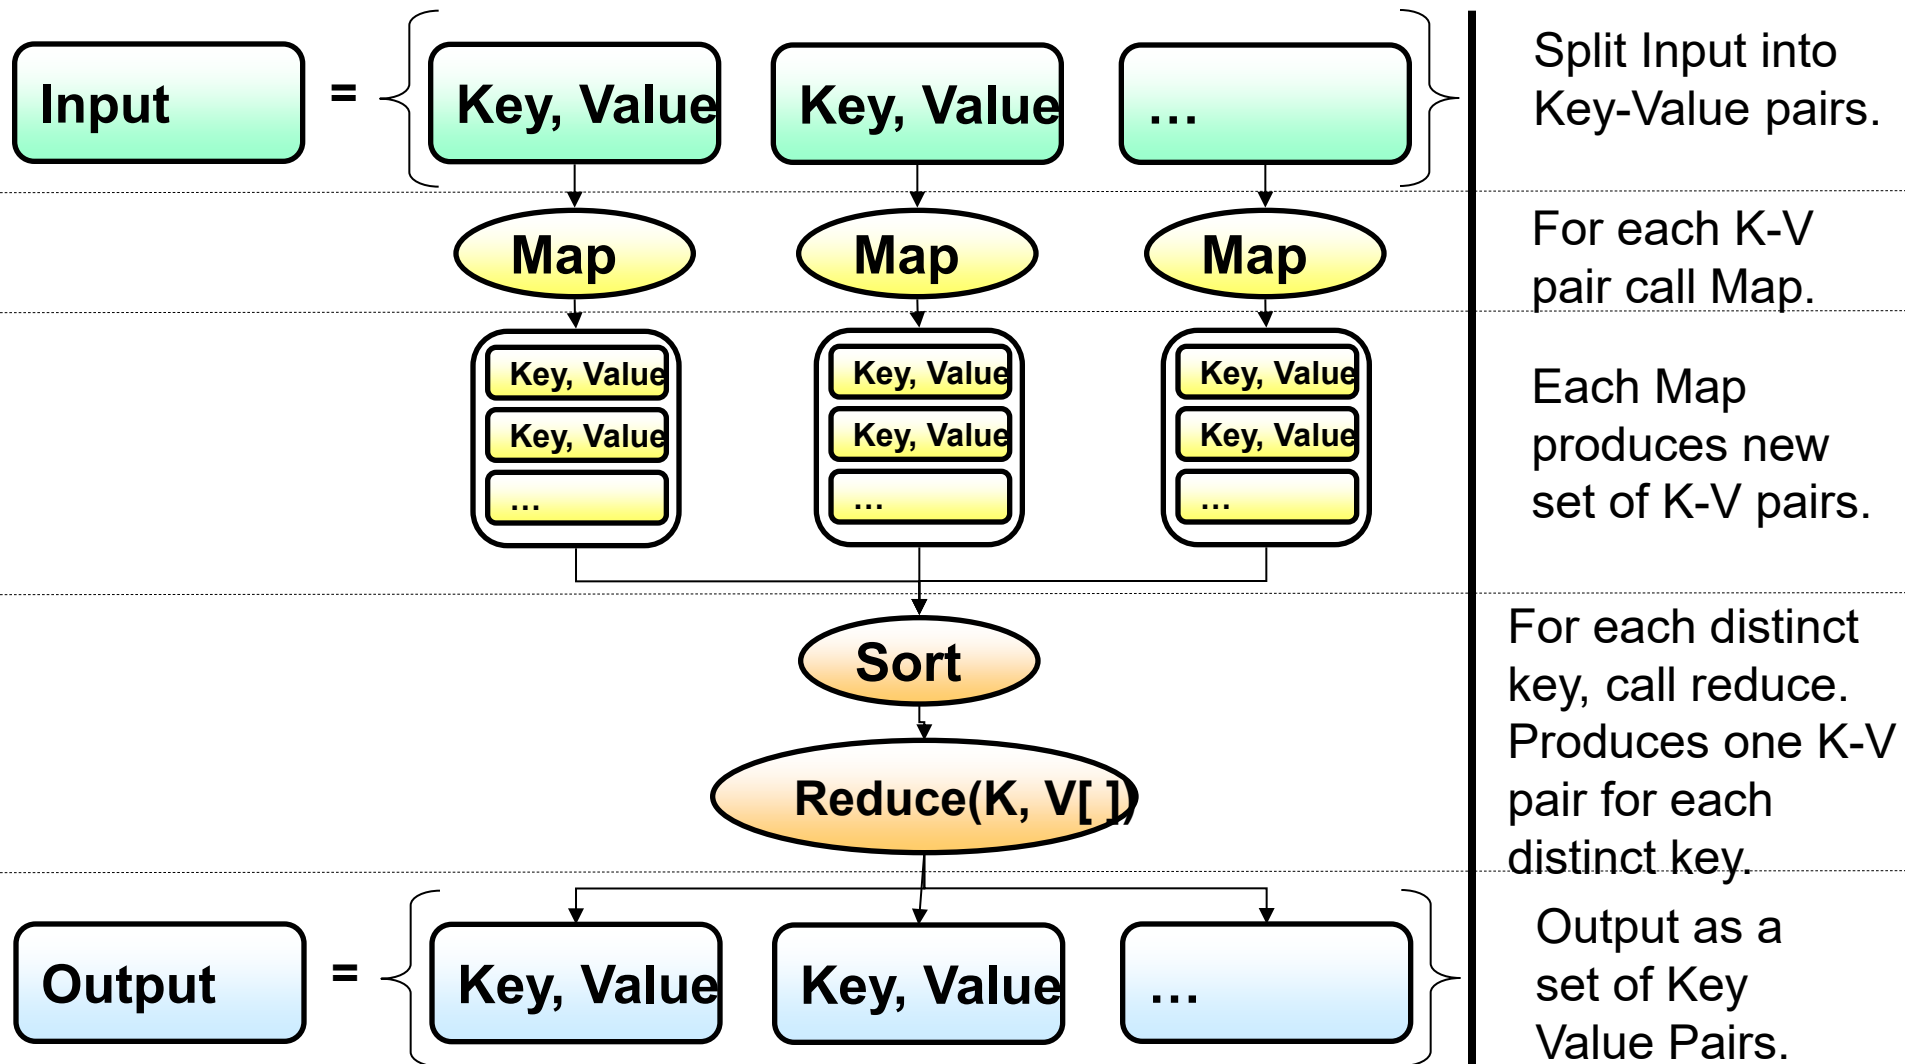 Input
=
Key, Value
Key, Value
...
Split Input into
Key-Value pairs.
Map
Map
Map
For each K-V
pair call Map.
Key, Value
Key, Value
...
Key, Value
Key, Value
...
Key, Value
Key, Value
...
Each Map
produces new
set of K-V pairs.
Sort
Reduce(K, V[ ])
For each distinct
key, call reduce.
Produces one K-V
pair for each
distinct key.
Output
=
Key, Value
Key, Value
...
Output as a
set of Key
Value Pairs.